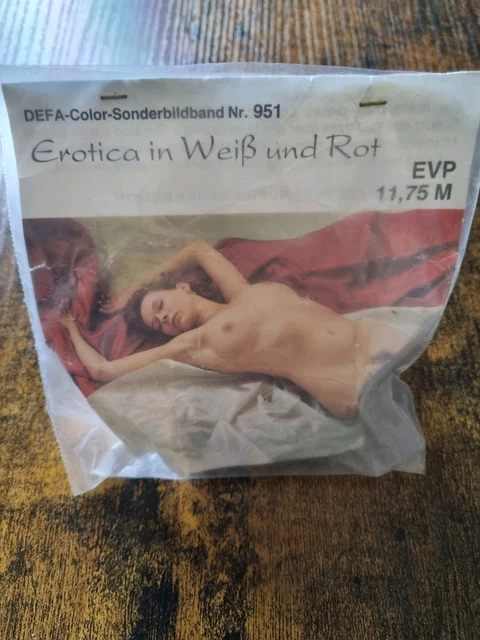 DEFA-Color-Sonderbildband Nr. 951
Erotica in Weiß und Rot
EVP
11,75 M